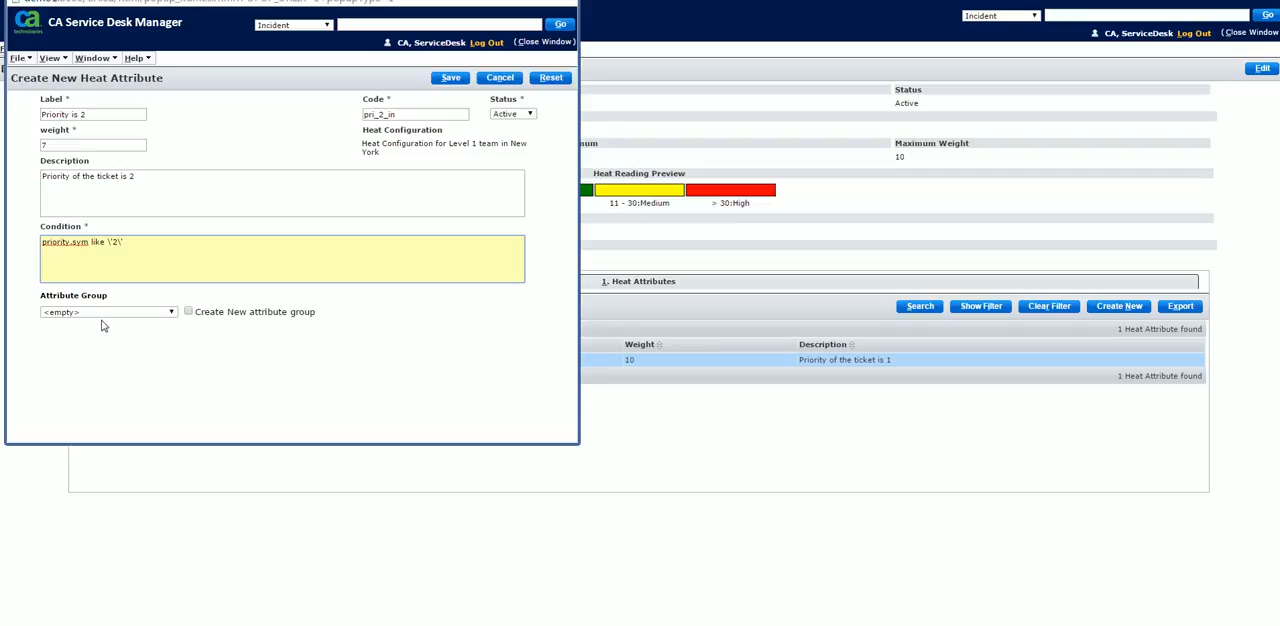 CA Service Desk Manager
Incident
Go
CA, ServiceDesk Log Out (Close Window)
File View Window Help
Create New Heat Attribute
Save
Cancel
Reset
Label *
Code *
Status *
Priority is 2
pri_2_in
Active
weight *
Heat Configuration
7
Heat Configuration for Level 1 team in New
York
Description
Priority of the ticket is 2
Condition *
priority.sym like \'2\'
Attribute Group
<empty>
Create New attribute group
Incident
Go
CA, ServiceDesk Log Out (Close Window
Edit
Status
Active
Maximum Weight
10
Heat Reading Preview
11 - 30:Medium
> 30:High
1. Heat Attributes
Search
Show Filter
Clear Filter
Create New
Export
1 Heat Attribute found
Weight
Description
10
Priority of the ticket is 1
1 Heat Attribute found